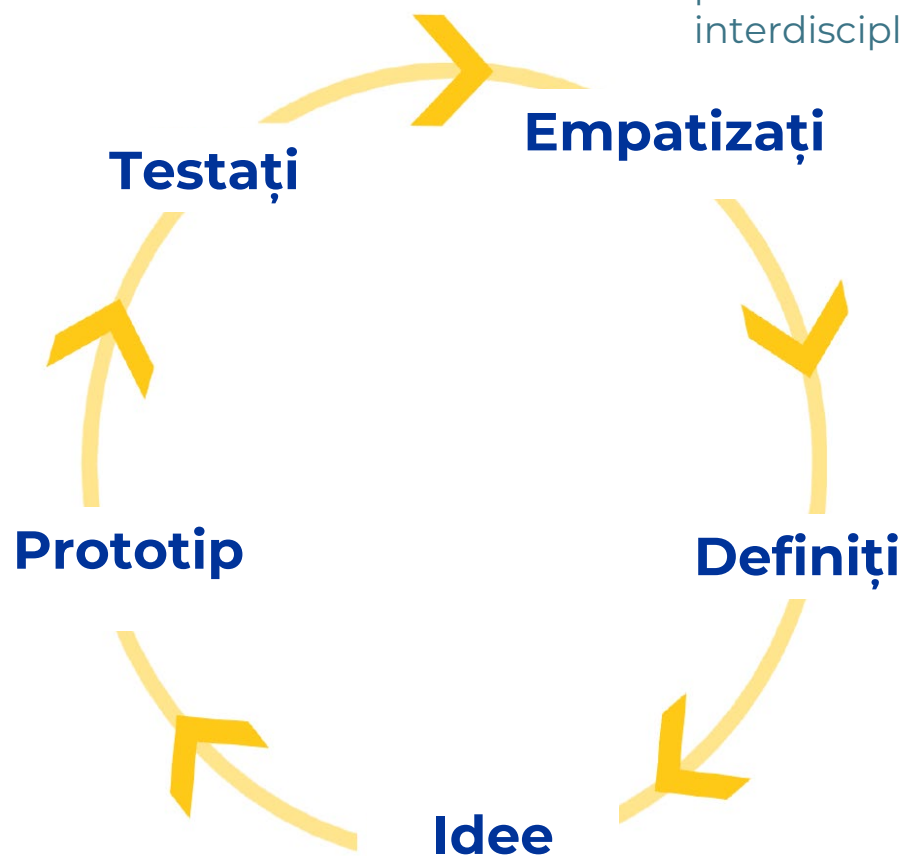 interdiscipl
Empatizați
Testați
Prototip
Definiți
Idee